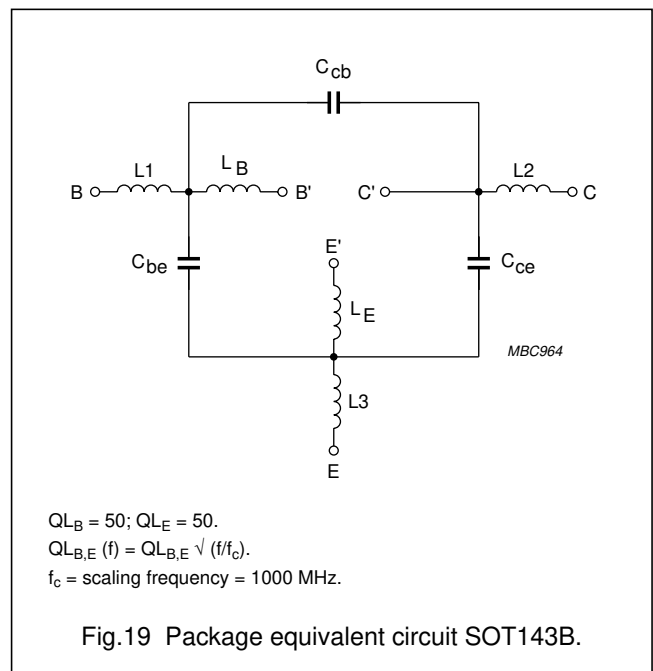 C_cb
L1
L_B
L2
B
B'
C'
C
E'
C_be
C_ce
L_E
MBC964
L3
E
QL_B = 50; QL_E = 50.
QL_B,E (f) = QL_B,E √ (f/f_c).
f_c = scaling frequency = 1000 MHz.
Fig.19 Package equivalent circuit SOT143B.